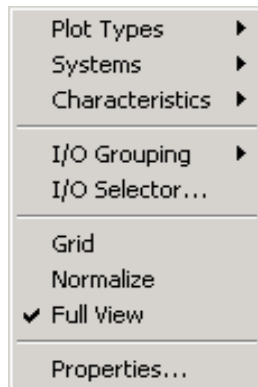 Plot Types
Systems
Characteristics
I/O Grouping
I/O Selector...
Grid
Normalize
Full View
Properties...